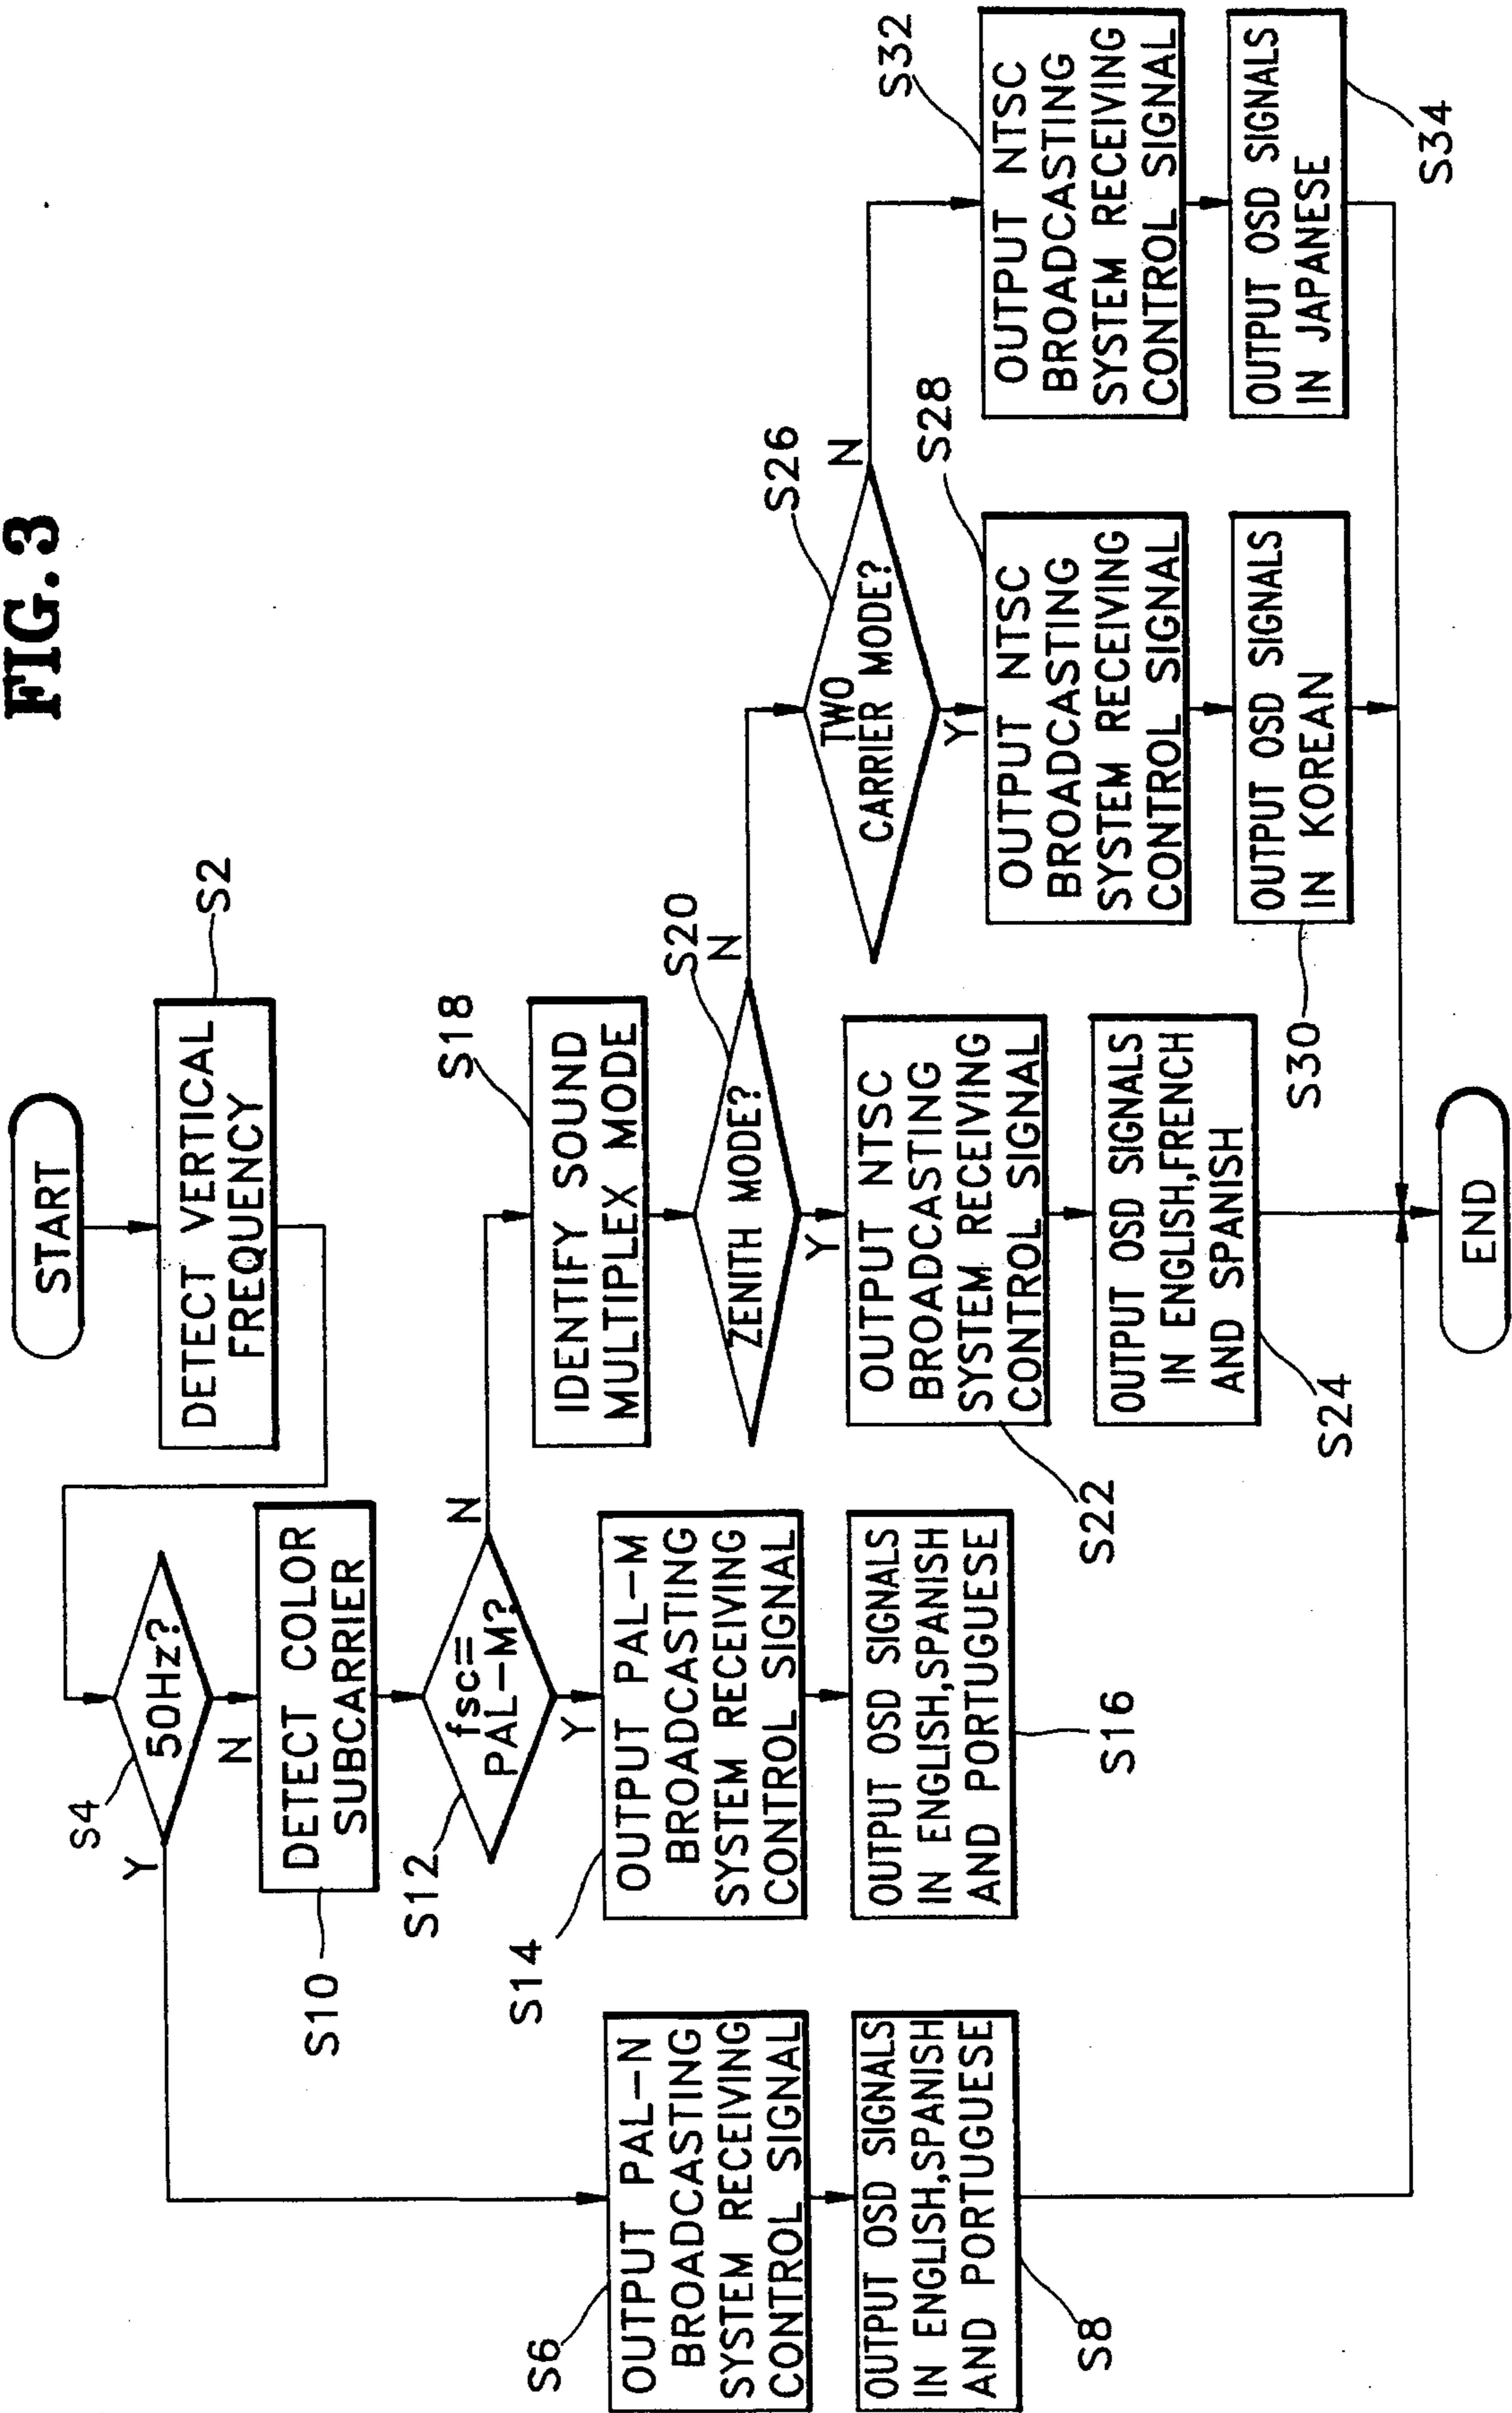 FIG.3
START
DETECT VERTICAL
FREQUENCY
S2
50Hz?
S4
Y
N
OUTPUT PAL-N
BROADCASTING
SYSTEM RECEIVING
CONTROL SIGNAL
S6
OUTPUT OSD SIGNALS
IN ENGLISH,SPANISH
AND PORTUGUESE
S8
DETECT COLOR
SUBCARRIER
S10
fsc=
PAL-M?
S12
N
Y
OUTPUT PAL-M
BROADCASTING
SYSTEM RECEIVING
CONTROL SIGNAL
S14
OUTPUT OSD SIGNALS
IN ENGLISH,SPANISH
AND PORTUGUESE
S16
IDENTIFY SOUND
MULTIPLEX MODE
S18
ZENITH MODE?
S20
N
Y
OUTPUT NTSC
BROADCASTING
SYSTEM RECEIVING
CONTROL SIGNAL
S22
OUTPUT OSD SIGNALS
IN ENGLISH,FRENCH
AND SPANISH
S24
TWO
CARRIER MODE?
S26
N
Y
OUTPUT NTSC
BROADCASTING
SYSTEM RECEIVING
CONTROL SIGNAL
S28
OUTPUT OSD SIGNALS
IN KOREAN
S30
OUTPUT NTSC
BROADCASTING
SYSTEM RECEIVING
CONTROL SIGNAL
S32
OUTPUT OSD SIGNALS
IN JAPANESE
S34
END